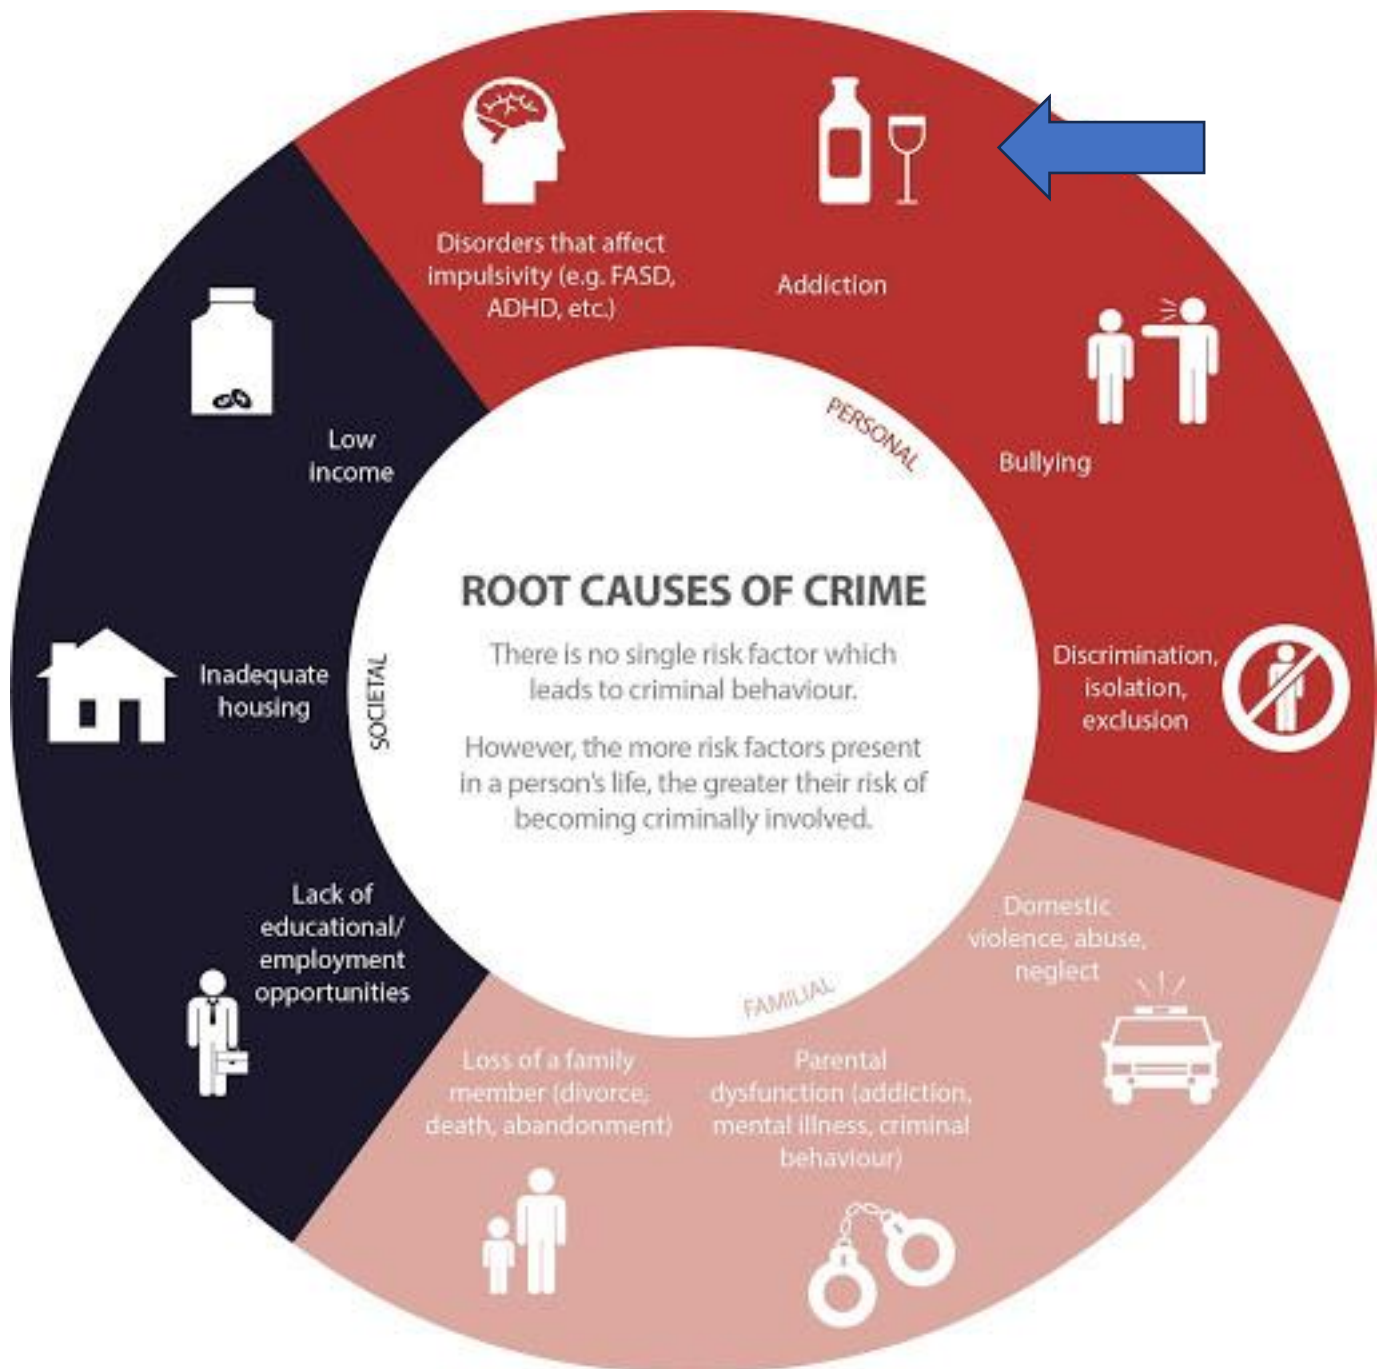 ROOT CAUSES OF CRIME
There is no single risk factor which
leads to criminal behaviour.
However, the more risk factors present
in a person's life, the greater their risk of
becoming criminally involved.
PERSONAL
Disorders that affect
impulsivity (e.g. FASD,
ADHD, etc.)
Addiction
Bullying
Discrimination,
isolation,
exclusion
FAMILIAL
Domestic
violence, abuse,
neglect
Parental
dysfunction (addiction,
mental illness, criminal
behaviour)
Loss of a family
member (divorce,
death, abandonment)
SOCIETAL
Lack of
educational/
employment
opportunities
Inadequate
housing
Low
income